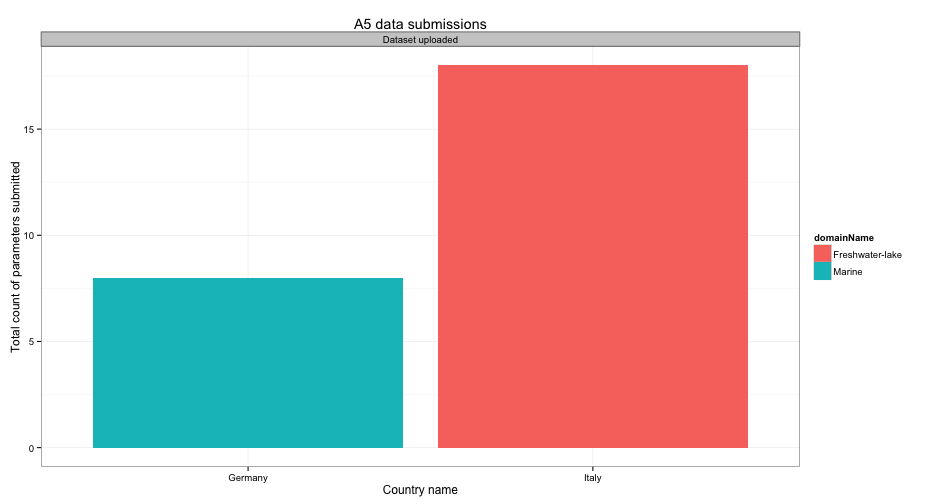 A5 data submissions
Dataset uploaded
Total count of parameters submitted
15
10
5
0
Germany
Italy
Country name
domainName
Freshwater-lake
Marine